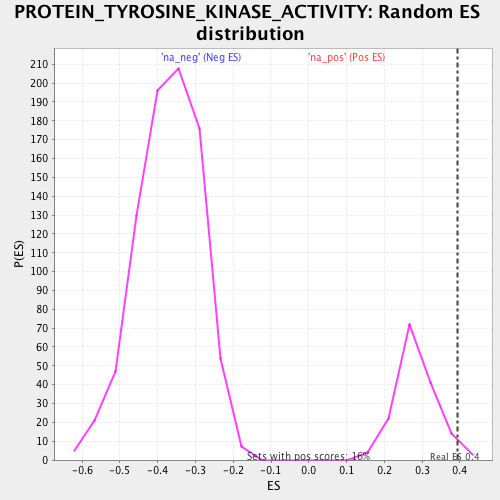 PROTEIN_TYROSINE_KINASE_ACTIVITY: Random ES
distribution
'na_neg' (Neg ES) 'na_pos' (Pos ES)
210
200
190
180
170
160
150
140
130
120
110
100
90
80
70
60
50
40
30
20
10
0
P(ES)
Sets with pos scores: 16%
Real ES 0.4
-0.6 -0.5 -0.4 -0.3 -0.2 -0.1 0.0 0.1 0.2 0.3 0.4
ES